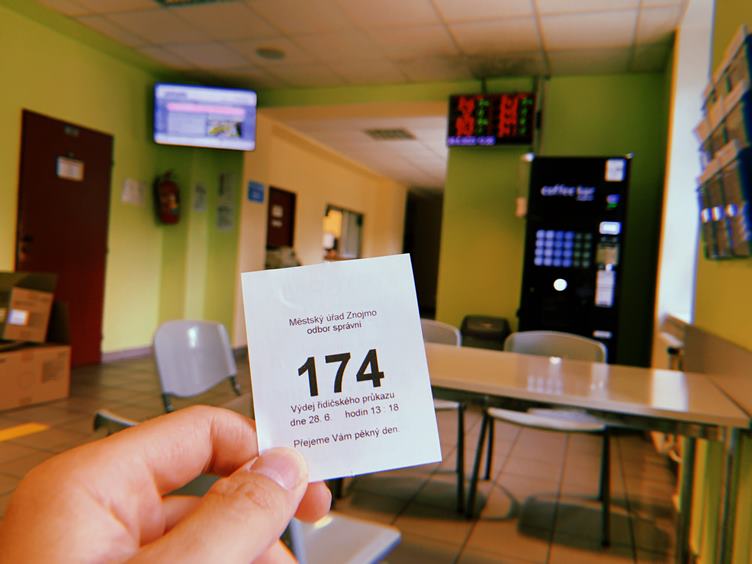 coffee bar
Městský úřad Znojmo
odbor správní
174
Výdej řidičského průkazu
dne 28. 6. hodin 13 : 18
Přejeme Vám pěkný den.